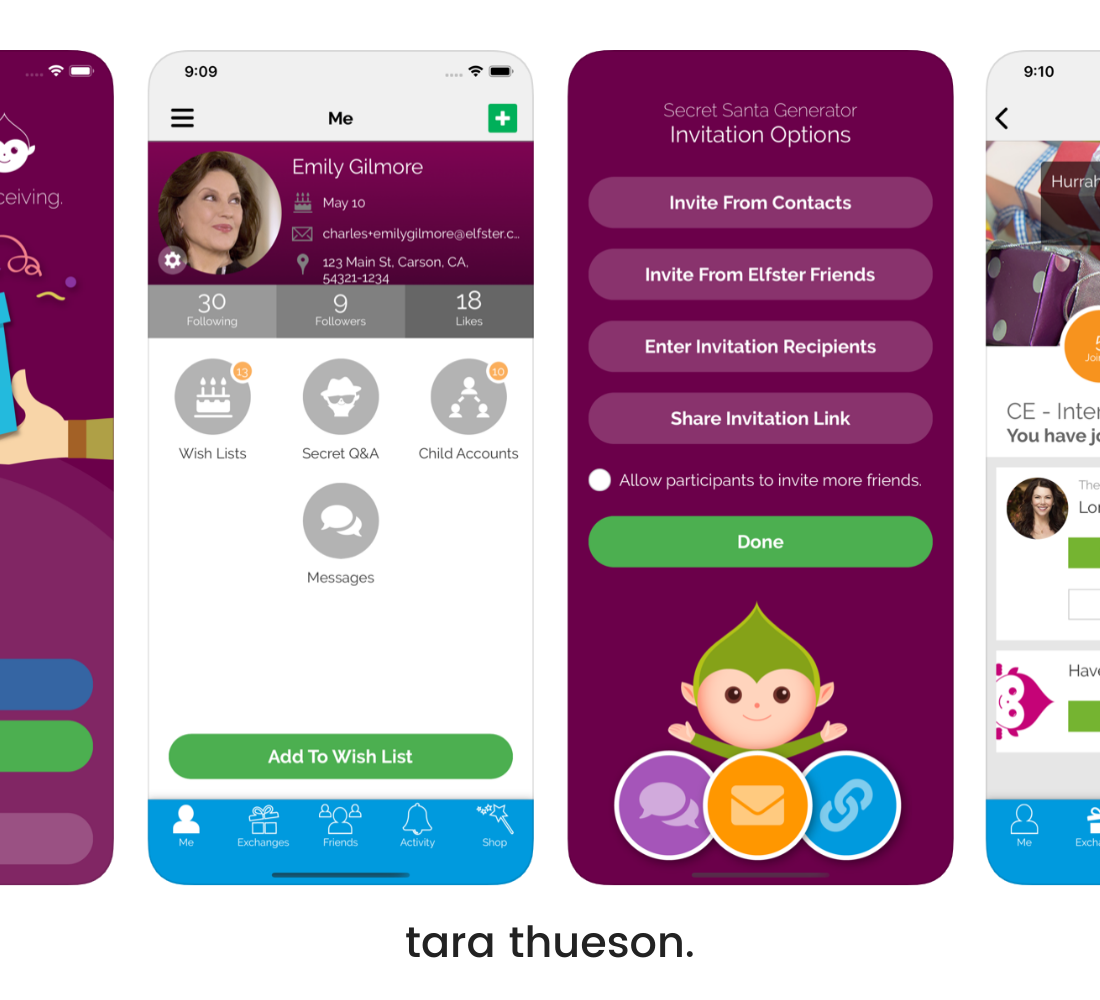 ceiving.
9:09
Me
Emily Gilmore
May 10
charles+emilygilmore@elfster.c...
123 Main St, Carson, CA,
54321-1234
30
Following
9
Followers
18
Likes
13
10
Wish Lists
Secret Q&A
Child Accounts
Messages
Add To Wish List
Me
Exchanges
Friends
Activity
Shop
Secret Santa Generator
Invitation Options
Invite From Contacts
Invite From Elfster Friends
Enter Invitation Recipients
Share Invitation Link
Allow participants to invite more friends.
Done
9:10
Hurrah
5
Join
CE - Inter
You have jo
The
Lor
Have
Me
Excha
tara thueson.